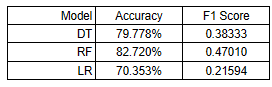 Model Accuracy F1 Score
DT 79.778% 0.38333
RF 82.720% 0.47010
LR 70.353% 0.21594